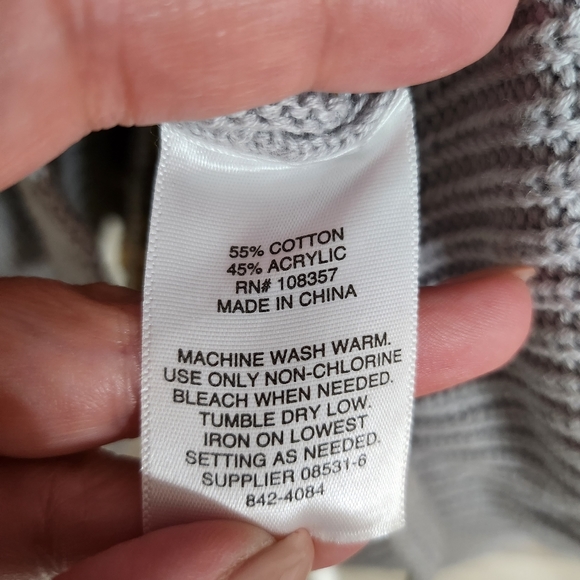 55% COTTON
45% ACRYLIC
RN# 108357
MADE IN CHINA
MACHINE WASH WARM.
USE ONLY NON-CHLORINE
BLEACH WHEN NEEDED.
TUMBLE DRY LOW.
IRON ON LOWEST
SETTING AS NEEDED.
SUPPLIER 08531-6
842-4084